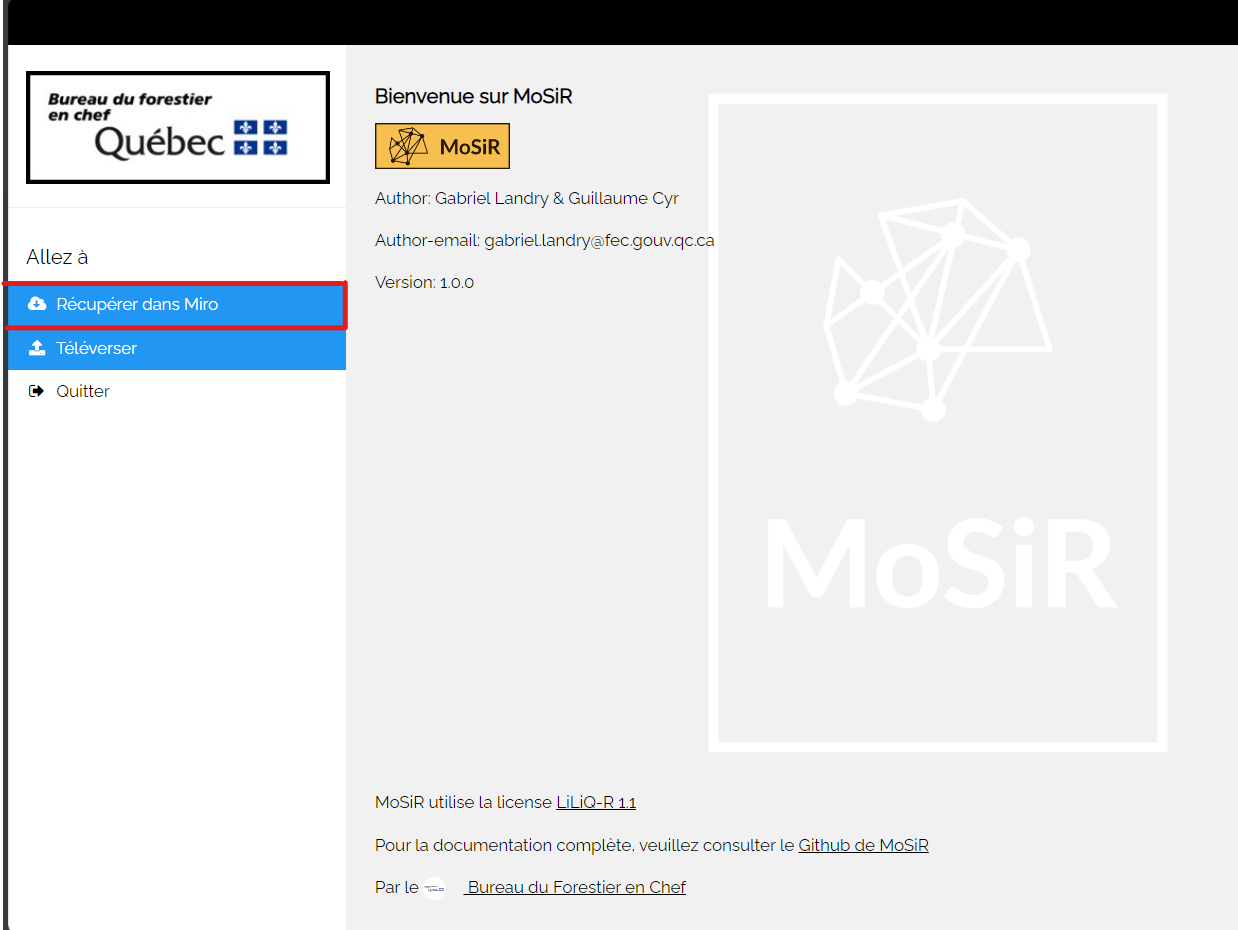 Bureau du forestier
en chef
Québec
Allez à
Récupérer dans Miro
Téléverser
Quitter
Bienvenue sur MoSiR
MoSiR
Author: Gabriel Landry & Guillaume Cyr
Author-email: gabriel.landry@fec.gouv.qc.ca
Version: 1.0.0
MoSiR
MoSiR utilise la license LiLiQ-R 1.1
Pour la documentation complète, veuillez consulter le Github de MoSiR
Par le Bureau du Forestier en Chef